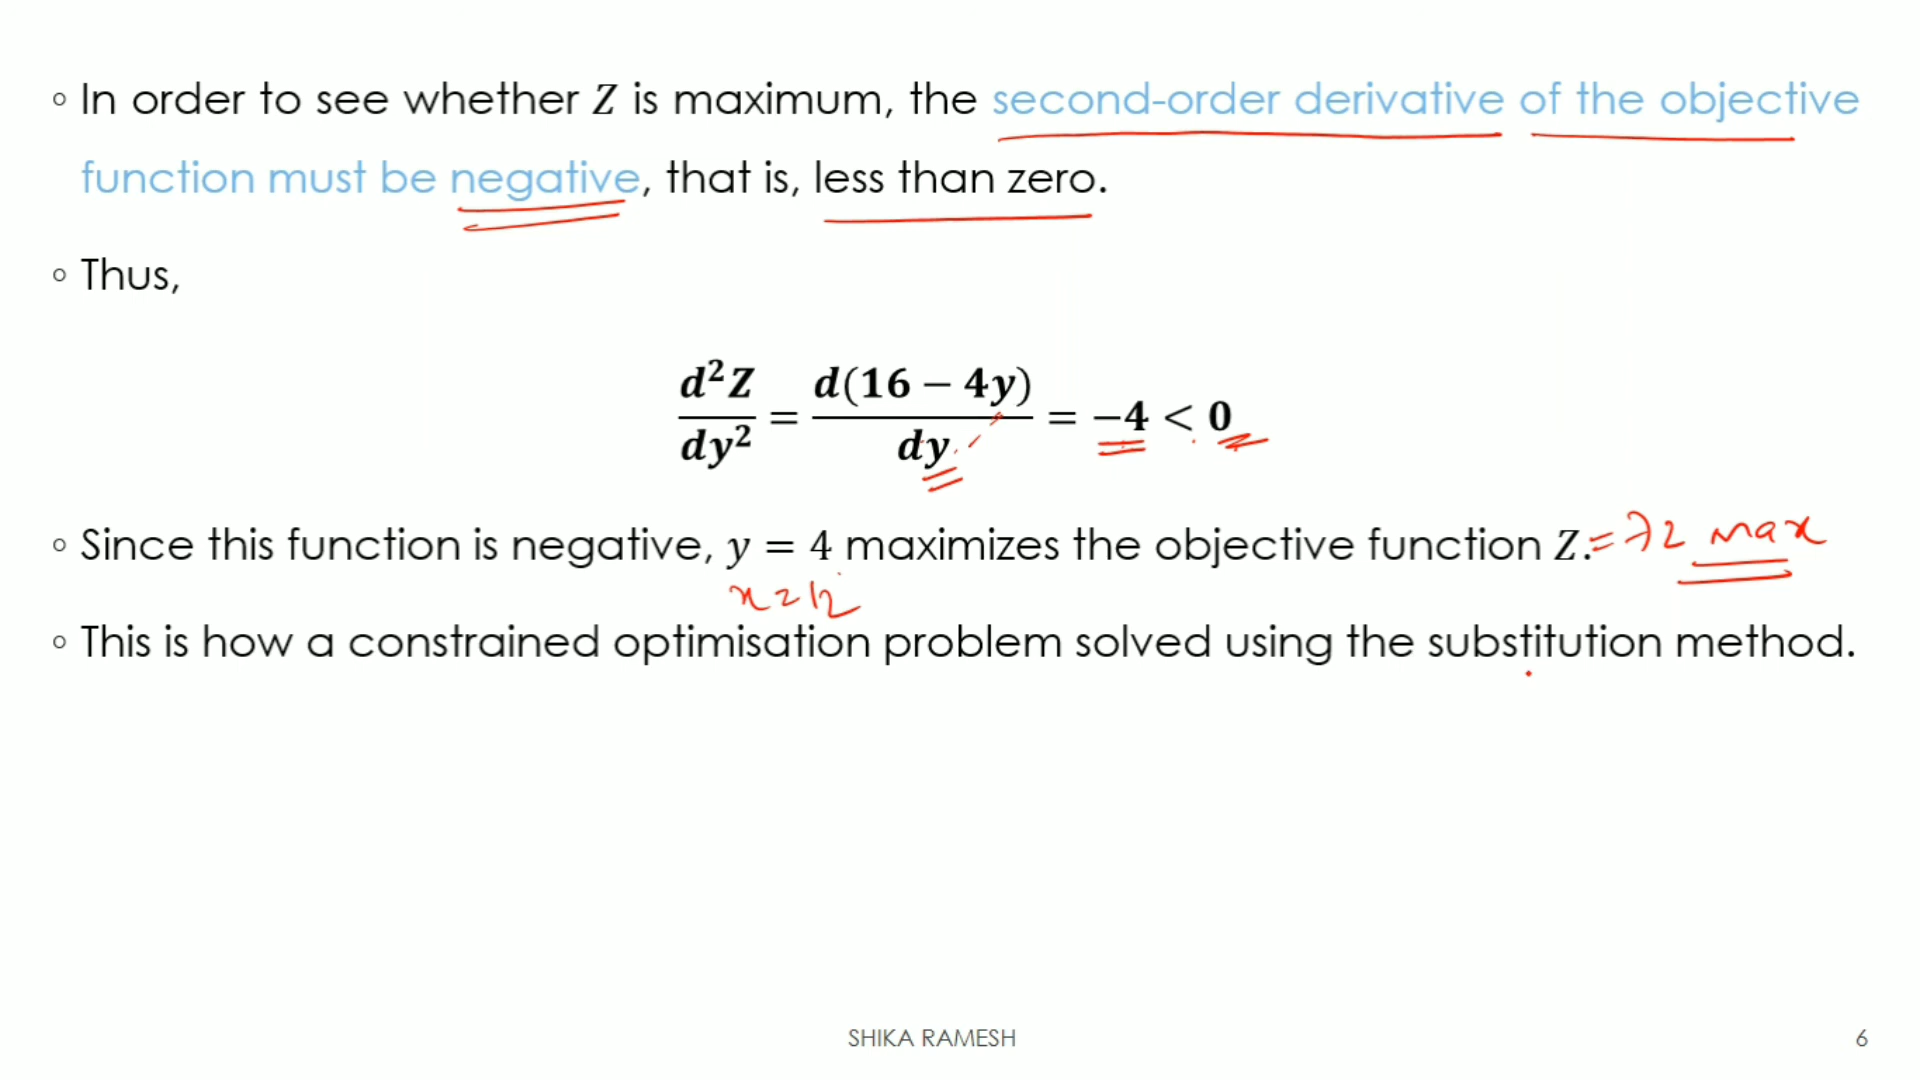 ◦ In order to see whether Z is maximum, the second-order derivative of the objective
function must be negative, that is, less than zero.
◦ Thus,
d²Z/dy² = d(16 − 4y)/dy = −4 < 0
◦ Since this function is negative, y = 4 maximizes the objective function Z. = 72 max
x = 12
◦ This is how a constrained optimisation problem solved using the substitution method.
SHIKA RAMESH
6